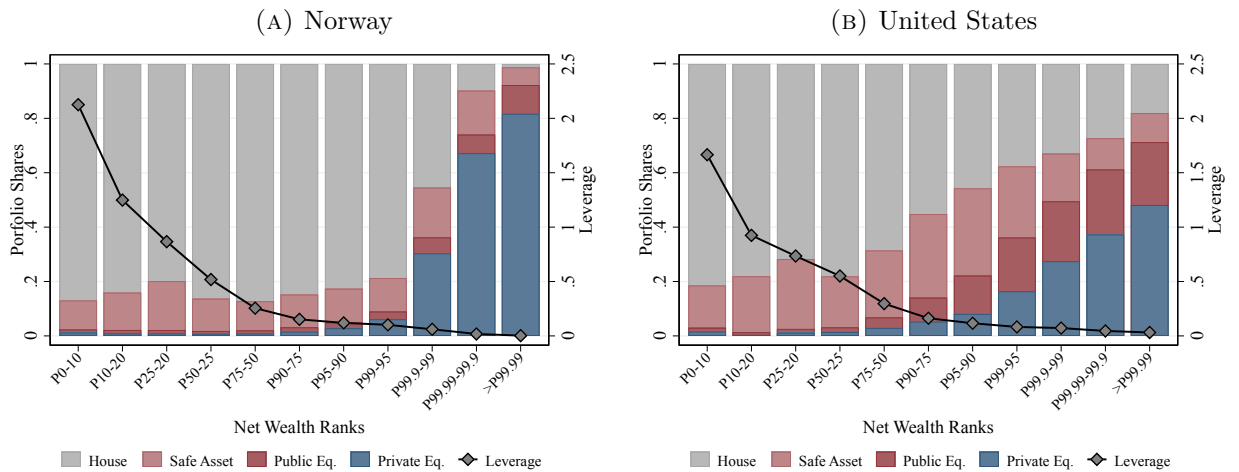 (A) Norway
Porfolio Shares
0 .2 .4 .6 .8 1
Leverage
0 .5 1 1.5 2 2.5
P0-10 P10-20 P25-20 P50-25 P75-50 P90-75 P95-90 P99-95 P99.9-99 P99.99-99.9 >P99.99
Net Wealth Ranks
House Safe Asset Public Eq. Private Eq. Leverage
(B) United States
Porfolio Shares
0 .2 .4 .6 .8 1
Leverage
0 .5 1 1.5 2 2.5
P0-10 P10-20 P25-20 P50-25 P75-50 P90-75 P95-90 P99-95 P99.9-99 P99.99-99.9 >P99.99
Net Wealth Ranks
House Safe Asset Public Eq. Private Eq. Leverage